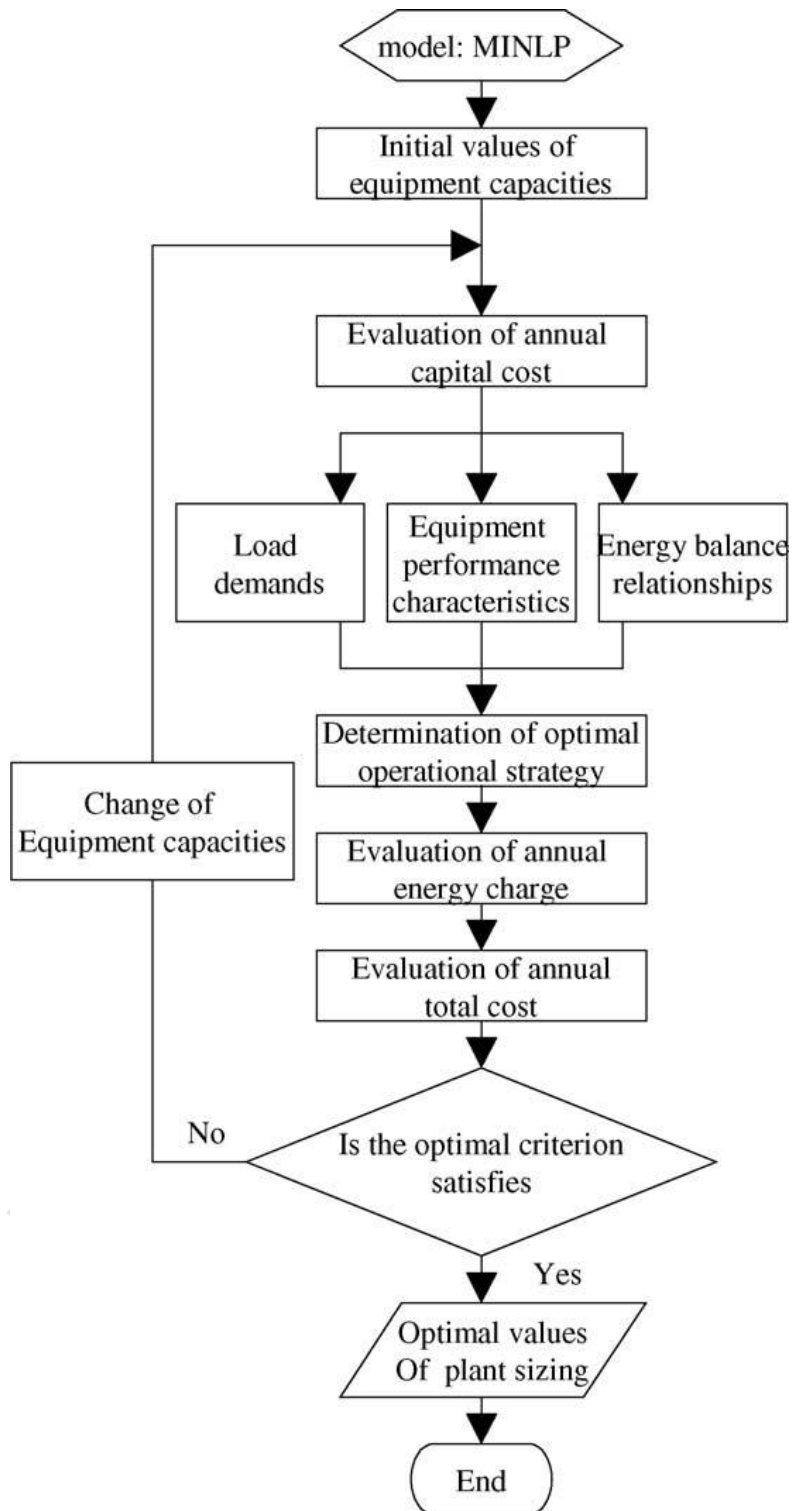 model: MINLP
Initial values of
equipment capacities
Evaluation of annual
capital cost
Load
demands
Equipment
performance
characteristics
Energy balance
relationships
Determination of optimal
operational strategy
Change of
Equipment capacities
Evaluation of annual
energy charge
Evaluation of annual
total cost
No
Is the optimal criterion
satisfies
Yes
Optimal values
Of plant sizing
End